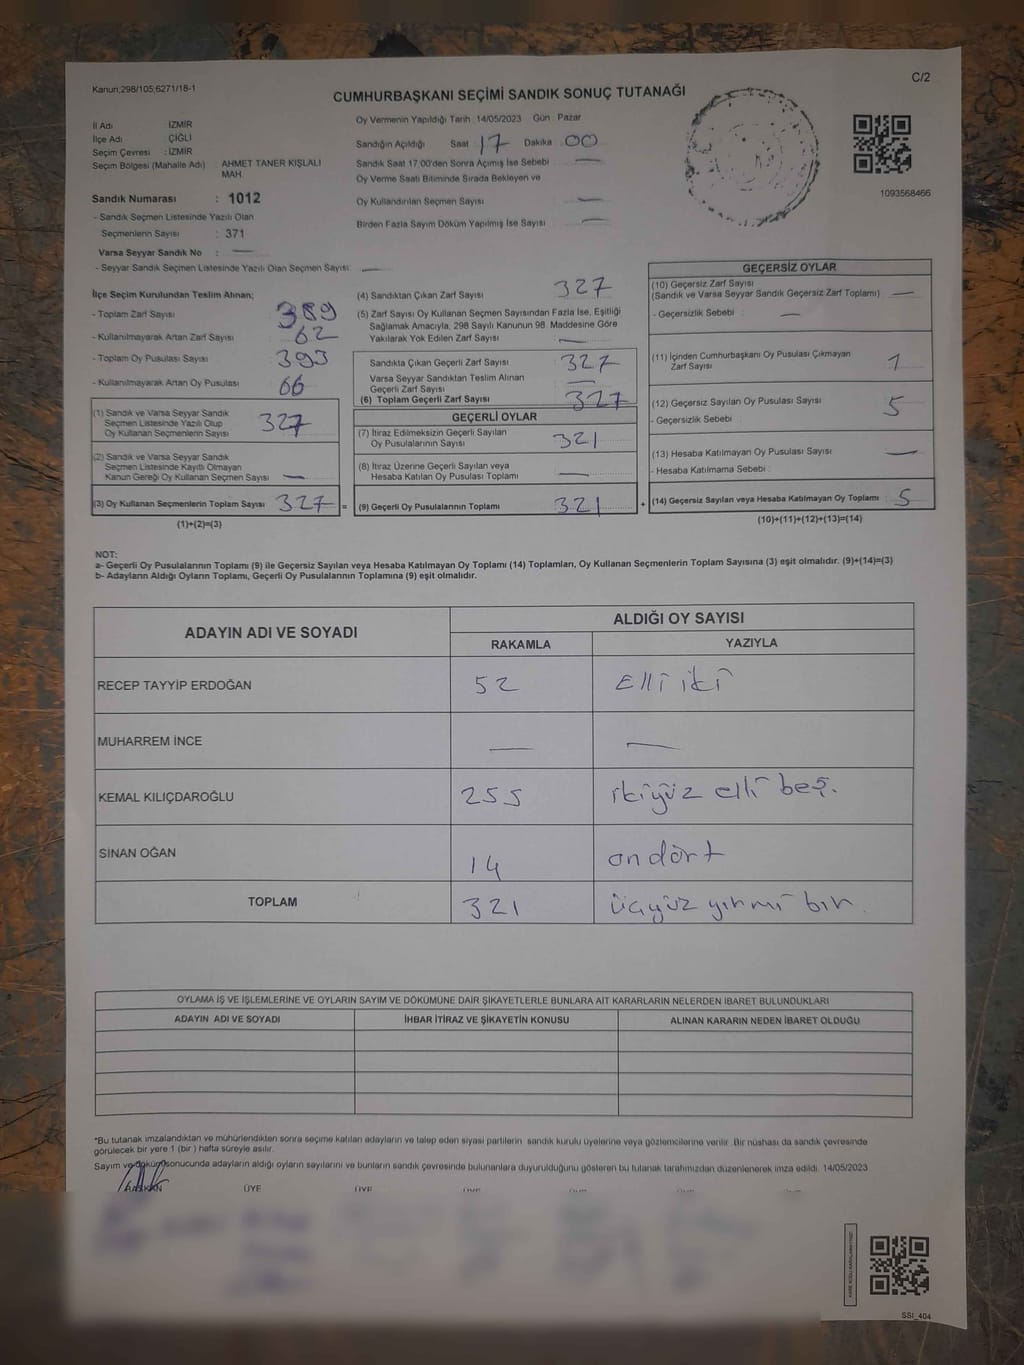 Kanun;298/105;6271/18-1
C/2
CUMHURBAŞKANI SEÇİMİ SANDIK SONUÇ TUTANAĞI
İl Adı : İZMİR
İlçe Adı : ÇİĞLİ
Seçim Çevresi : İZMİR
Seçim Bölgesi (Mahalle Adı) : AHMET TANER KIŞLALI MAH.
Sandık Numarası : 1012
- Sandık Seçmen Listesinde Yazılı Olan
Seçmenlerin Sayısı : 371
Varsa Seyyar Sandık No : —
- Seyyar Sandık Seçmen Listesinde Yazılı Olan Seçmen Sayısı: —
Oy Vermenin Yapıldığı Tarih : 14/05/2023 Gün : Pazar
Sandığın Açıldığı Saat : 17 Dakika : 00
Sandık Saat 17.00'den Sonra Açılmış İse Sebebi : —
Oy Verme Saati Bitiminde Sırada Bekleyen ve
Oy Kullandırılan Seçmen Sayısı : —
Birden Fazla Sayım Döküm Yapılmış İse Sayısı : —
1093568466
İlçe Seçim Kurulundan Teslim Alınan;
- Toplam Zarf Sayısı : 389
- Kullanılmayarak Artan Zarf Sayısı : 62
- Toplam Oy Pusulası Sayısı : 393
- Kullanılmayarak Artan Oy Pusulası : 66
(1) Sandık ve Varsa Seyyar Sandık
Seçmen Listesinde Yazılı Olup
Oy Kullanan Seçmenlerin Sayısı : 327
(2) Sandık ve Varsa Seyyar Sandık
Seçmen Listesinde Kayıtlı Olmayan
Kanun Gereği Oy Kullanan Seçmen Sayısı : —
(3) Oy Kullanan Seçmenlerin Toplam Sayısı : 327 =
(1)+(2)=(3)
(4) Sandıktan Çıkan Zarf Sayısı : 327
(5) Zarf Sayısı Oy Kullanan Seçmen Sayısından Fazla İse, Eşitliği
Sağlamak Amacıyla, 298 Sayılı Kanunun 98. Maddesine Göre
Yakılarak Yok Edilen Zarf Sayısı : —
Sandıkta Çıkan Geçerli Zarf Sayısı : 327
Varsa Seyyar Sandıktan Teslim Alınan
Geçerli Zarf Sayısı : —
(6) Toplam Geçerli Zarf Sayısı : 327
GEÇERLİ OYLAR
(7) İtiraz Edilmeksizin Geçerli Sayılan
Oy Pusulalarının Sayısı : 321
(8) İtiraz Üzerine Geçerli Sayılan veya
Hesaba Katılan Oy Pusulası Toplamı : —
(9) Geçerli Oy Pusulalarının Toplamı : 321 +
GEÇERSİZ OYLAR
(10) Geçersiz Zarf Sayısı
(Sandık ve Varsa Seyyar Sandık Geçersiz Zarf Toplamı) : —
- Geçersizlik Sebebi : —
(11) İçinden Cumhurbaşkanı Oy Pusulası Çıkmayan
Zarf Sayısı : 1
(12) Geçersiz Sayılan Oy Pusulası Sayısı : 5
- Geçersizlik Sebebi :
(13) Hesaba Katılmayan Oy Pusulası Sayısı : —
- Hesaba Katılmama Sebebi :
(14) Geçersiz Sayılan veya Hesaba Katılmayan Oy Toplamı : 5
(10)+(11)+(12)+(13)=(14)
NOT:
a- Geçerli Oy Pusulalarının Toplamı (9) ile Geçersiz Sayılan veya Hesaba Katılmayan Oy Toplamı (14) Toplamları, Oy Kullanan Seçmenlerin Toplam Sayısına (3) eşit olmalıdır. (9)+(14)=(3)
b- Adayların Aldığı Oyların Toplamı, Geçerli Oy Pusulalarının Toplamına (9) eşit olmalıdır.
ADAYIN ADI VE SOYADI ALDIĞI OY SAYISI
RAKAMLA YAZIYLA
RECEP TAYYİP ERDOĞAN 52 Elli iki
MUHARREM İNCE — —
KEMAL KILIÇDAROĞLU 255 ikiyüz elli beş.
SİNAN OĞAN 14 ondört
TOPLAM 321 üçyüz yirmi bir
OYLAMA İŞ VE İŞLEMLERİNE VE OYLARIN SAYIM VE DÖKÜMÜNE DAİR ŞİKAYETLERLE BUNLARA AİT KARARLARIN NELERDEN İBARET BULUNDUKLARI
ADAYIN ADI VE SOYADI İHBAR İTİRAZ VE ŞİKAYETİN KONUSU ALINAN KARARIN NEDEN İBARET OLDUĞU
*Bu tutanak imzalandıktan ve mühürlendikten sonra seçime katılan adayların ve talep eden siyasi partilerin sandık kurulu üyelerine veya gözlemcilerine verilir. Bir nüshası da sandık çevresinde
görülecek bir yere 1 (bir) hafta süreyle asılır.
Sayım ve döküm sonucunda adayların aldığı oyların sayılarını ve bunların sandık çevresinde bulunanlara duyurulduğunu gösteren bu tutanak tarafımızdan düzenlenerek imza edildi. 14/05/2023
BAŞKAN ÜYE ÜYE
SSI_404